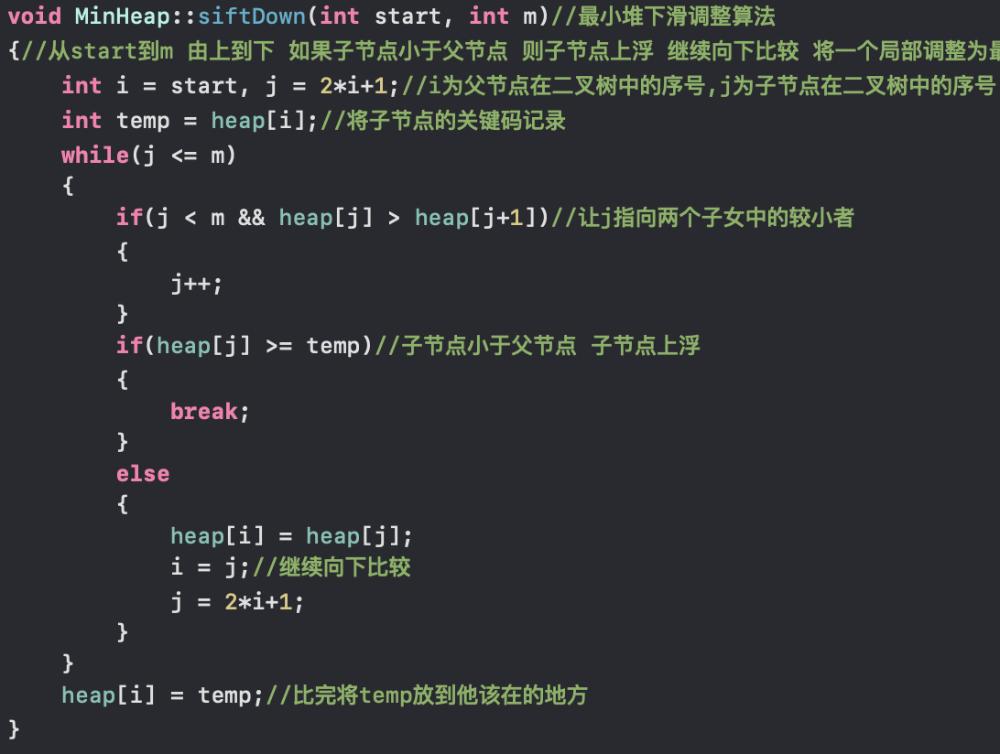 void MinHeap::siftDown(int start, int m)//最小堆下滑调整算法
{//从start到m 由上到下 如果子节点小于父节点 则子节点上浮 继续向下比较 将一个局部调整为最
    int i = start, j = 2*i+1;//i为父节点在二叉树中的序号,j为子节点在二叉树中的序号
    int temp = heap[i];//将子节点的关键码记录
    while(j <= m)
    {
        if(j < m && heap[j] > heap[j+1])//让j指向两个子女中的较小者
        {
            j++;
        }
        if(heap[j] >= temp)//子节点小于父节点 子节点上浮
        {
            break;
        }
        else
        {
            heap[i] = heap[j];
            i = j;//继续向下比较
            j = 2*i+1;
        }
    }
    heap[i] = temp;//比完将temp放到他该在的地方
}